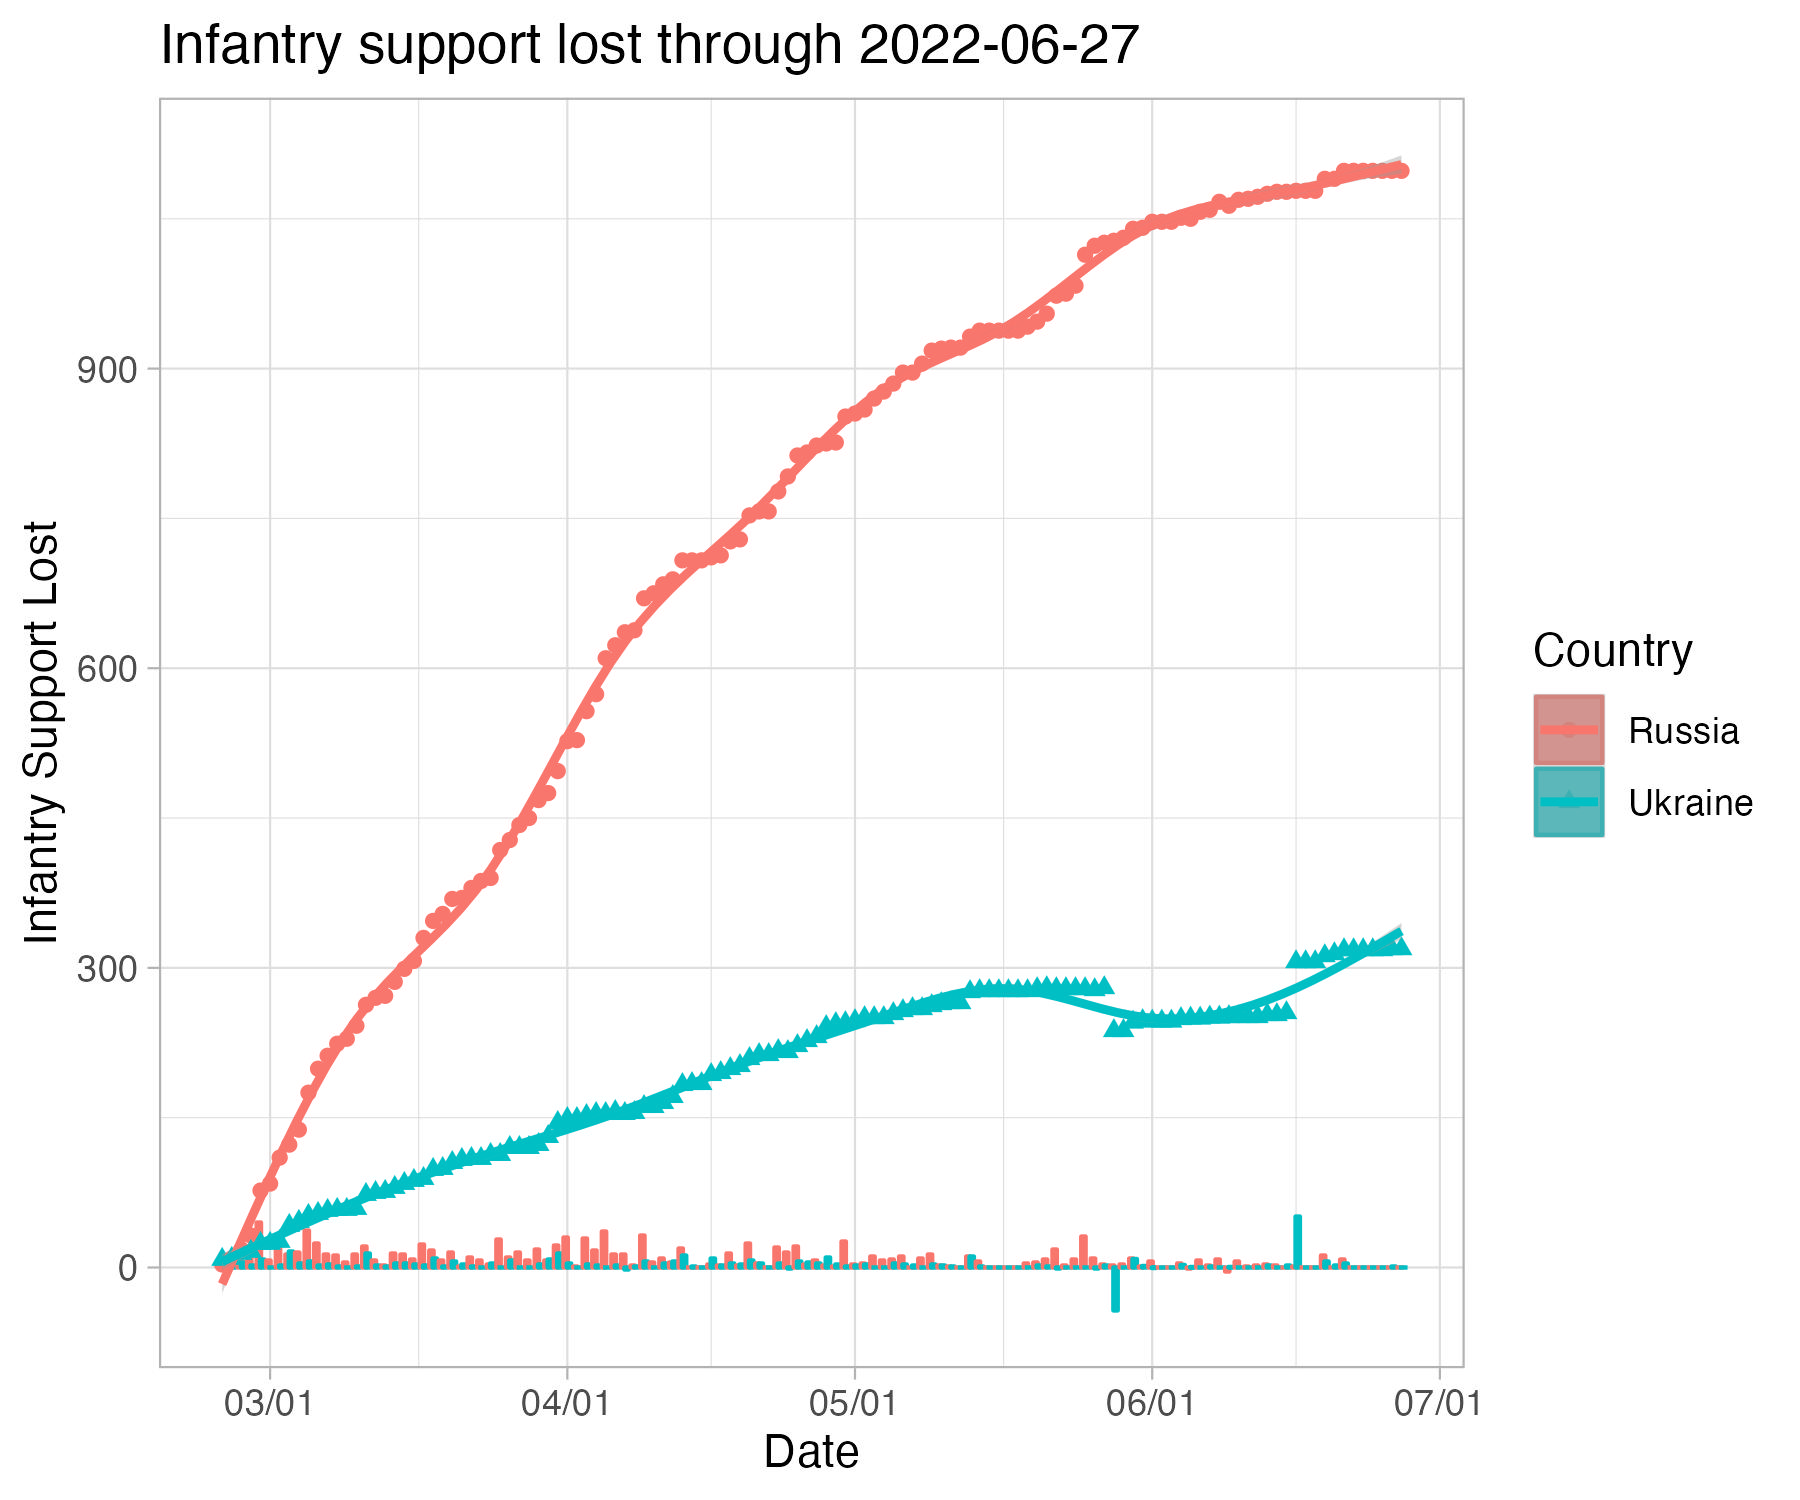 Infantry support lost through 2022-06-27
Infantry Support Lost
900
600
300
0
03/01
04/01
05/01
06/01
07/01
Date
Country
Russia
Ukraine